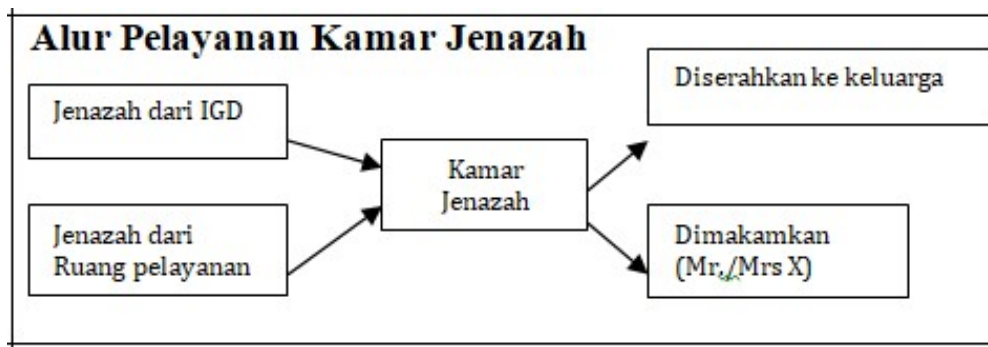 Alur Pelayanan Kamar Jenazah
Jenazah dari IGD
Jenazah dari
Ruang pelayanan
Kamar
Jenazah
Diserahkan ke keluarga
Dimakamkan
(Mr./Mrs X)